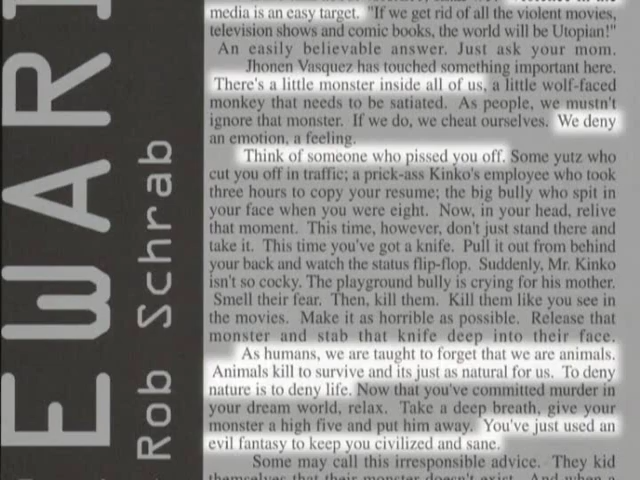 EWAR
Rob Schrab
media is an easy target. "If we get rid of all the violent movies,
television shows and comic books, the world will be Utopian!"
An easily believable answer. Just ask your mom.
Jhonen Vasquez has touched something important here.
There's a little monster inside all of us, a little wolf-faced
monkey that needs to be satiated. As people, we mustn't
ignore that monster. If we do, we cheat ourselves. We deny
an emotion, a feeling.
Think of someone who pissed you off. Some yutz who
cut you off in traffic; a prick-ass Kinko's employee who took
three hours to copy your resume; the big bully who spit in
your face when you were eight. Now, in your head, relive
that moment. This time, however, don't just stand there and
take it. This time you've got a knife. Pull it out from behind
your back and watch the status flip-flop. Suddenly, Mr. Kinko
isn't so cocky. The playground bully is crying for his mother.
Smell their fear. Then, kill them. Kill them like you see in
the movies. Make it as horrible as possible. Release that
monster and stab that knife deep into their face.
As humans, we are taught to forget that we are animals.
Animals kill to survive and its just as natural for us. To deny
nature is to deny life. Now that you've committed murder in
your dream world, relax. Take a deep breath, give your
monster a high five and put him away. You've just used an
evil fantasy to keep you civilized and sane.
Some may call this irresponsible advice. They kid
themselves that their monster doesn't exist. And when a